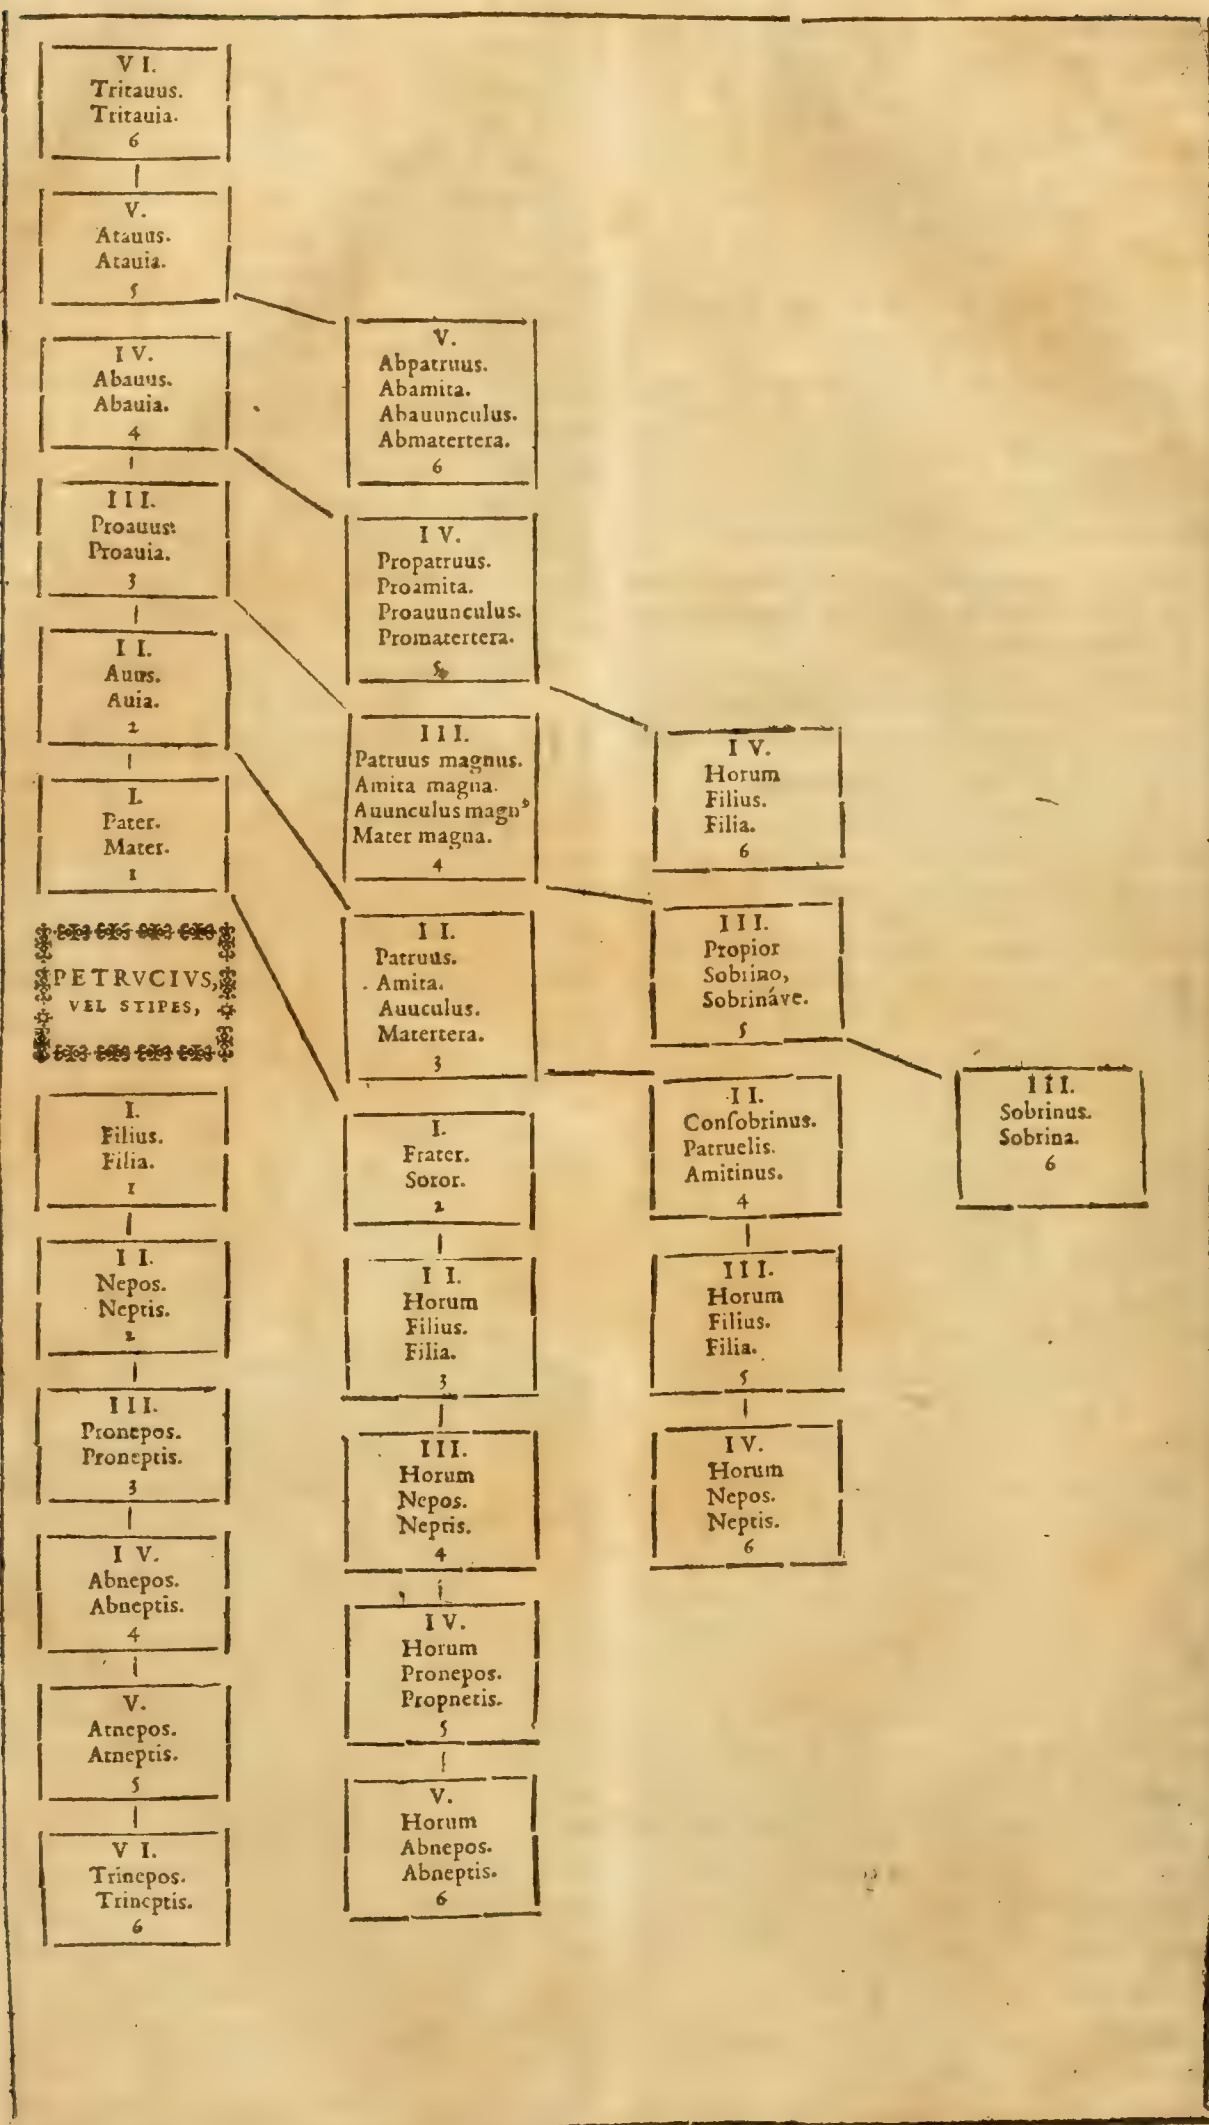 V I.
Tritauus.
Tritauia.
6
V.
Atauus.
Atauia.
5
I V.
Abauus.
Abauia.
4
I I I.
Proauus.
Proauia.
3
I I.
Auus.
Auia.
2
I.
Pater.
Mater.
1
PETRVCIVS,
VEL STIPES,
I.
Filius.
Filia.
1
I I.
Nepos.
Neptis.
2
I I I.
Pronepos.
Proneptis.
3
I V.
Abnepos.
Abneptis.
4
V.
Atnepos.
Atneptis.
5
V I.
Trinepos.
Trineptis.
6
V.
Abpatruus.
Abamita.
Abauunculus.
Abmatertera.
6
I V.
Propatruus.
Proamita.
Proauunculus.
Promatertera.
5
I I I.
Patruus magnus.
Amita magna.
Auunculus magnꝰ
Mater magna.
4
I I.
Patruus.
Amita.
Auuculus.
Matertera.
3
I.
Frater.
Soror.
2
I I.
Horum
Filius.
Filia.
3
III.
Horum
Nepos.
Neptis.
4
I V.
Horum
Pronepos.
Propnetis.
5
V.
Horum
Abnepos.
Abneptis.
6
I V.
Horum
Filius.
Filia.
6
I I I.
Propior
Sobrino,
Sobrináve.
5
I I.
Conſobrinus.
Patruelis.
Amitinus.
4
I I I.
Horum
Filius.
Filia.
5
I V.
Horum
Nepos.
Neptis.
6
I I I.
Sobrinus.
Sobrina.
6